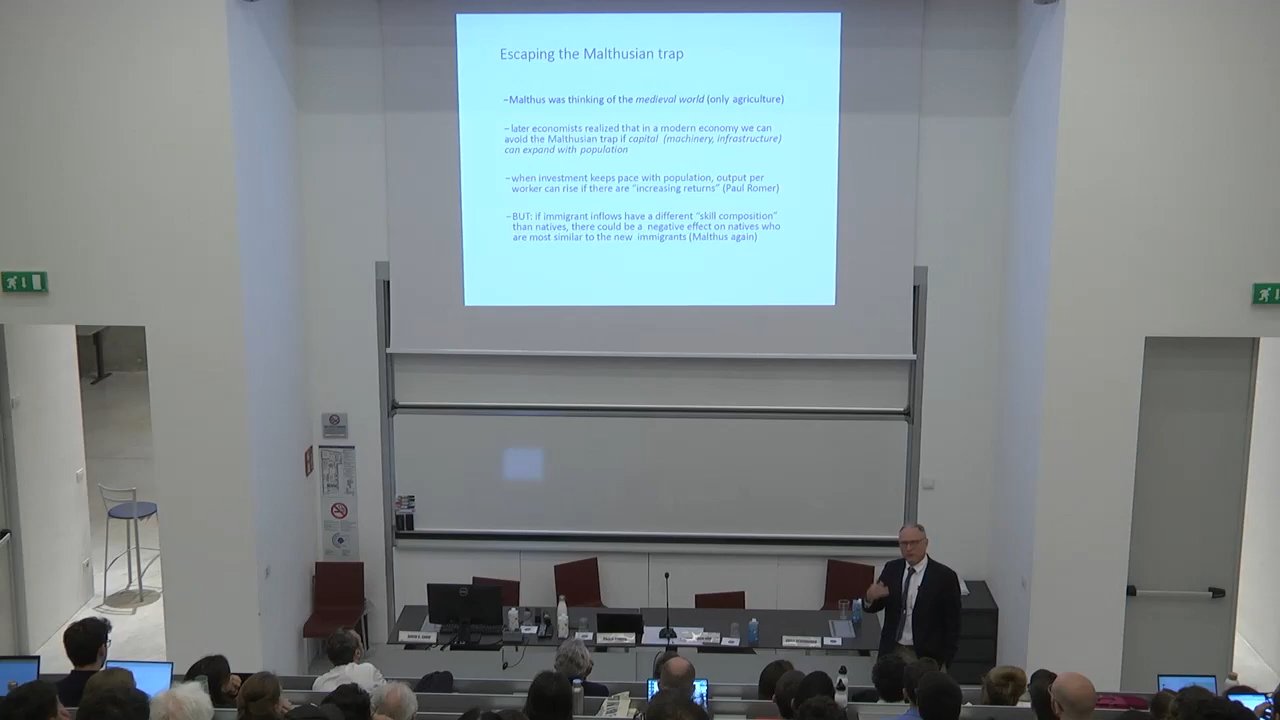 Escaping the Malthusian trap
–Malthus was thinking of the medieval world (only agriculture)
–later economists realized that in a modern economy we can
avoid the Malthusian trap if capital (machinery, infrastructure)
can expand with population
–when investment keeps pace with population, output per
worker can rise if there are “increasing returns” (Paul Romer)
–BUT: if immigrant inflows have a different “skill composition”
than natives, there could be a negative effect on natives who
are most similar to the new immigrants (Malthus again)